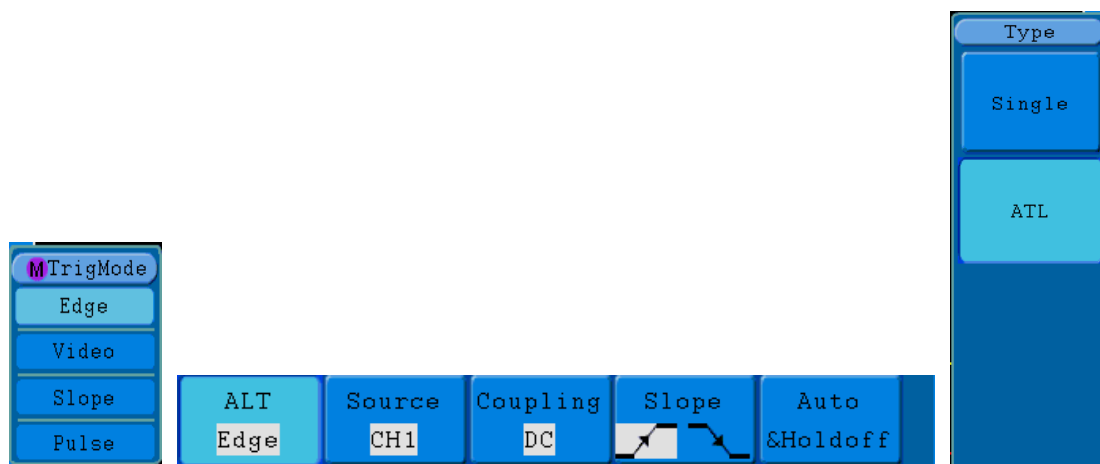 MTrigMode
Edge
Video
Slope
Pulse
ALT Source Coupling Slope Auto
Edge CH1 DC &Holdoff
Type
Single
ATL